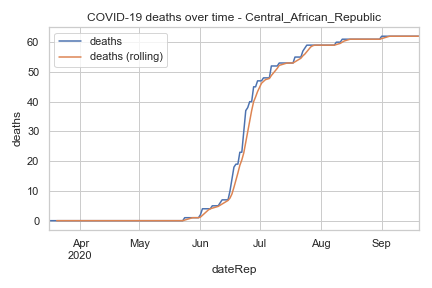 COVID-19 deaths over time - Central_African_Republic
deaths
deaths (rolling)
60
50
40
30
20
10
0
deaths
Apr
2020
May
Jun
Jul
Aug
Sep
dateRep